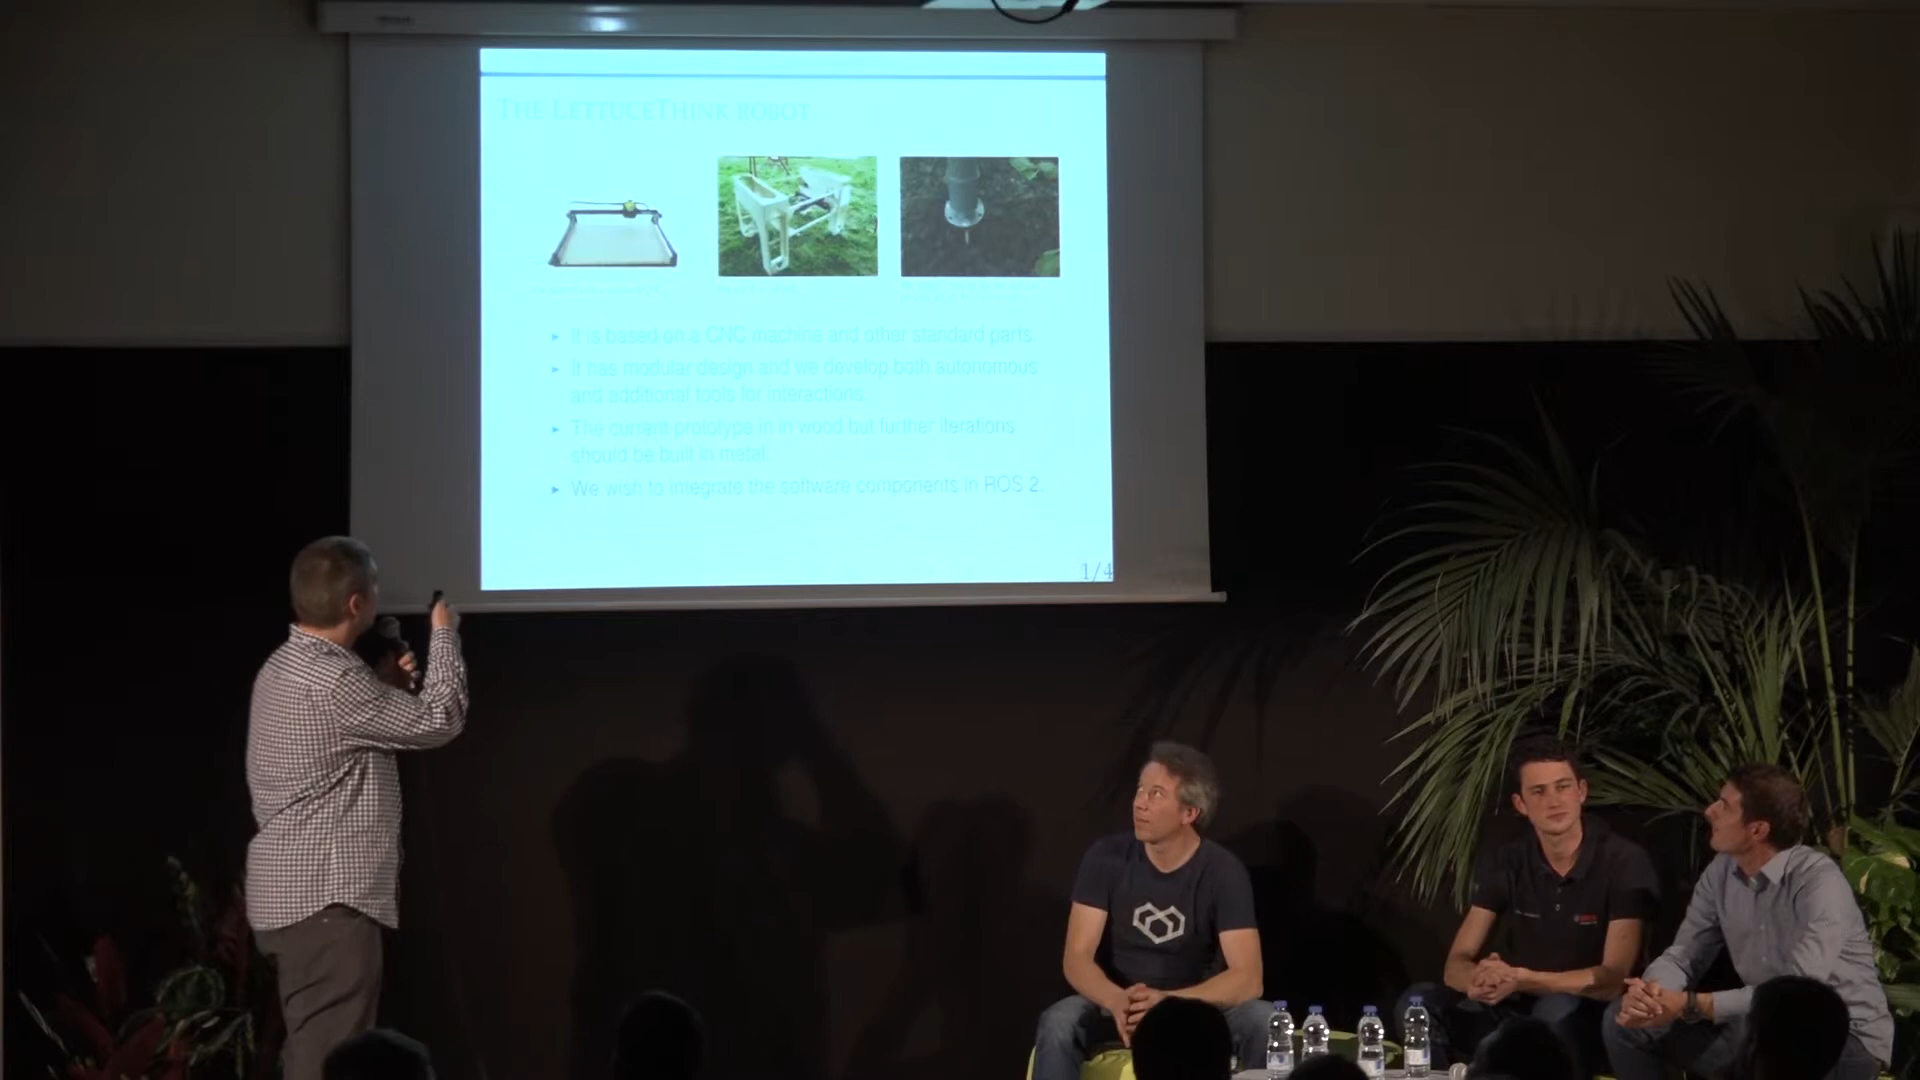 THE LETTUCETHINK ROBOT
► It is based on a CNC machine and other standard parts.
► It has modular design and we develop both autonomous
and additional tools for interactions.
► The current prototype in in wood but further iterations
should be built in metal.
► We wish to integrate the software components in ROS 2.
1/4